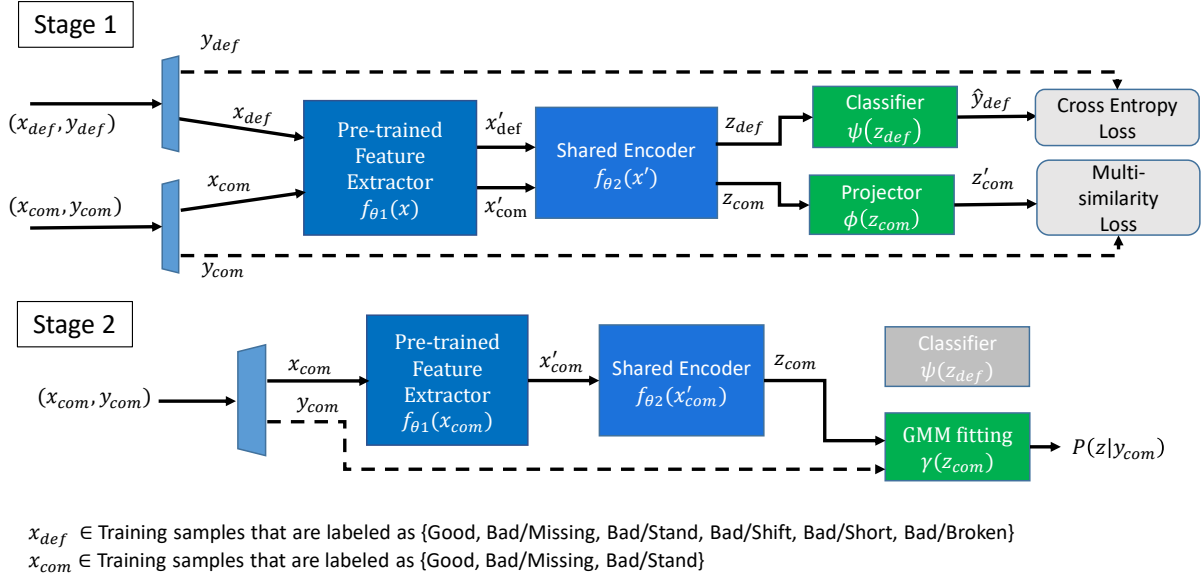 Stage 1
y_def
(x_def, y_def)
x_def
Pre-trained
Feature
Extractor
f_θ1(x)
x′_def
Shared Encoder
f_θ2(x′)
z_def
Classifier
ψ(z_def)
ŷ_def
Cross Entropy
Loss
(x_com, y_com)
x_com
x′_com
z_com
Projector
ϕ(z_com)
z′_com
Multi-
similarity
Loss
y_com
Stage 2
(x_com, y_com)
x_com
y_com
Pre-trained
Feature
Extractor
f_θ1(x_com)
x′_com
Shared Encoder
f_θ2(x′_com)
z_com
Classifier
ψ(z_def)
GMM fitting
γ(z_com)
P(z|y_com)
x_def ∈ Training samples that are labeled as {Good, Bad/Missing, Bad/Stand, Bad/Shift, Bad/Short, Bad/Broken}
x_com ∈ Training samples that are labeled as {Good, Bad/Missing, Bad/Stand}